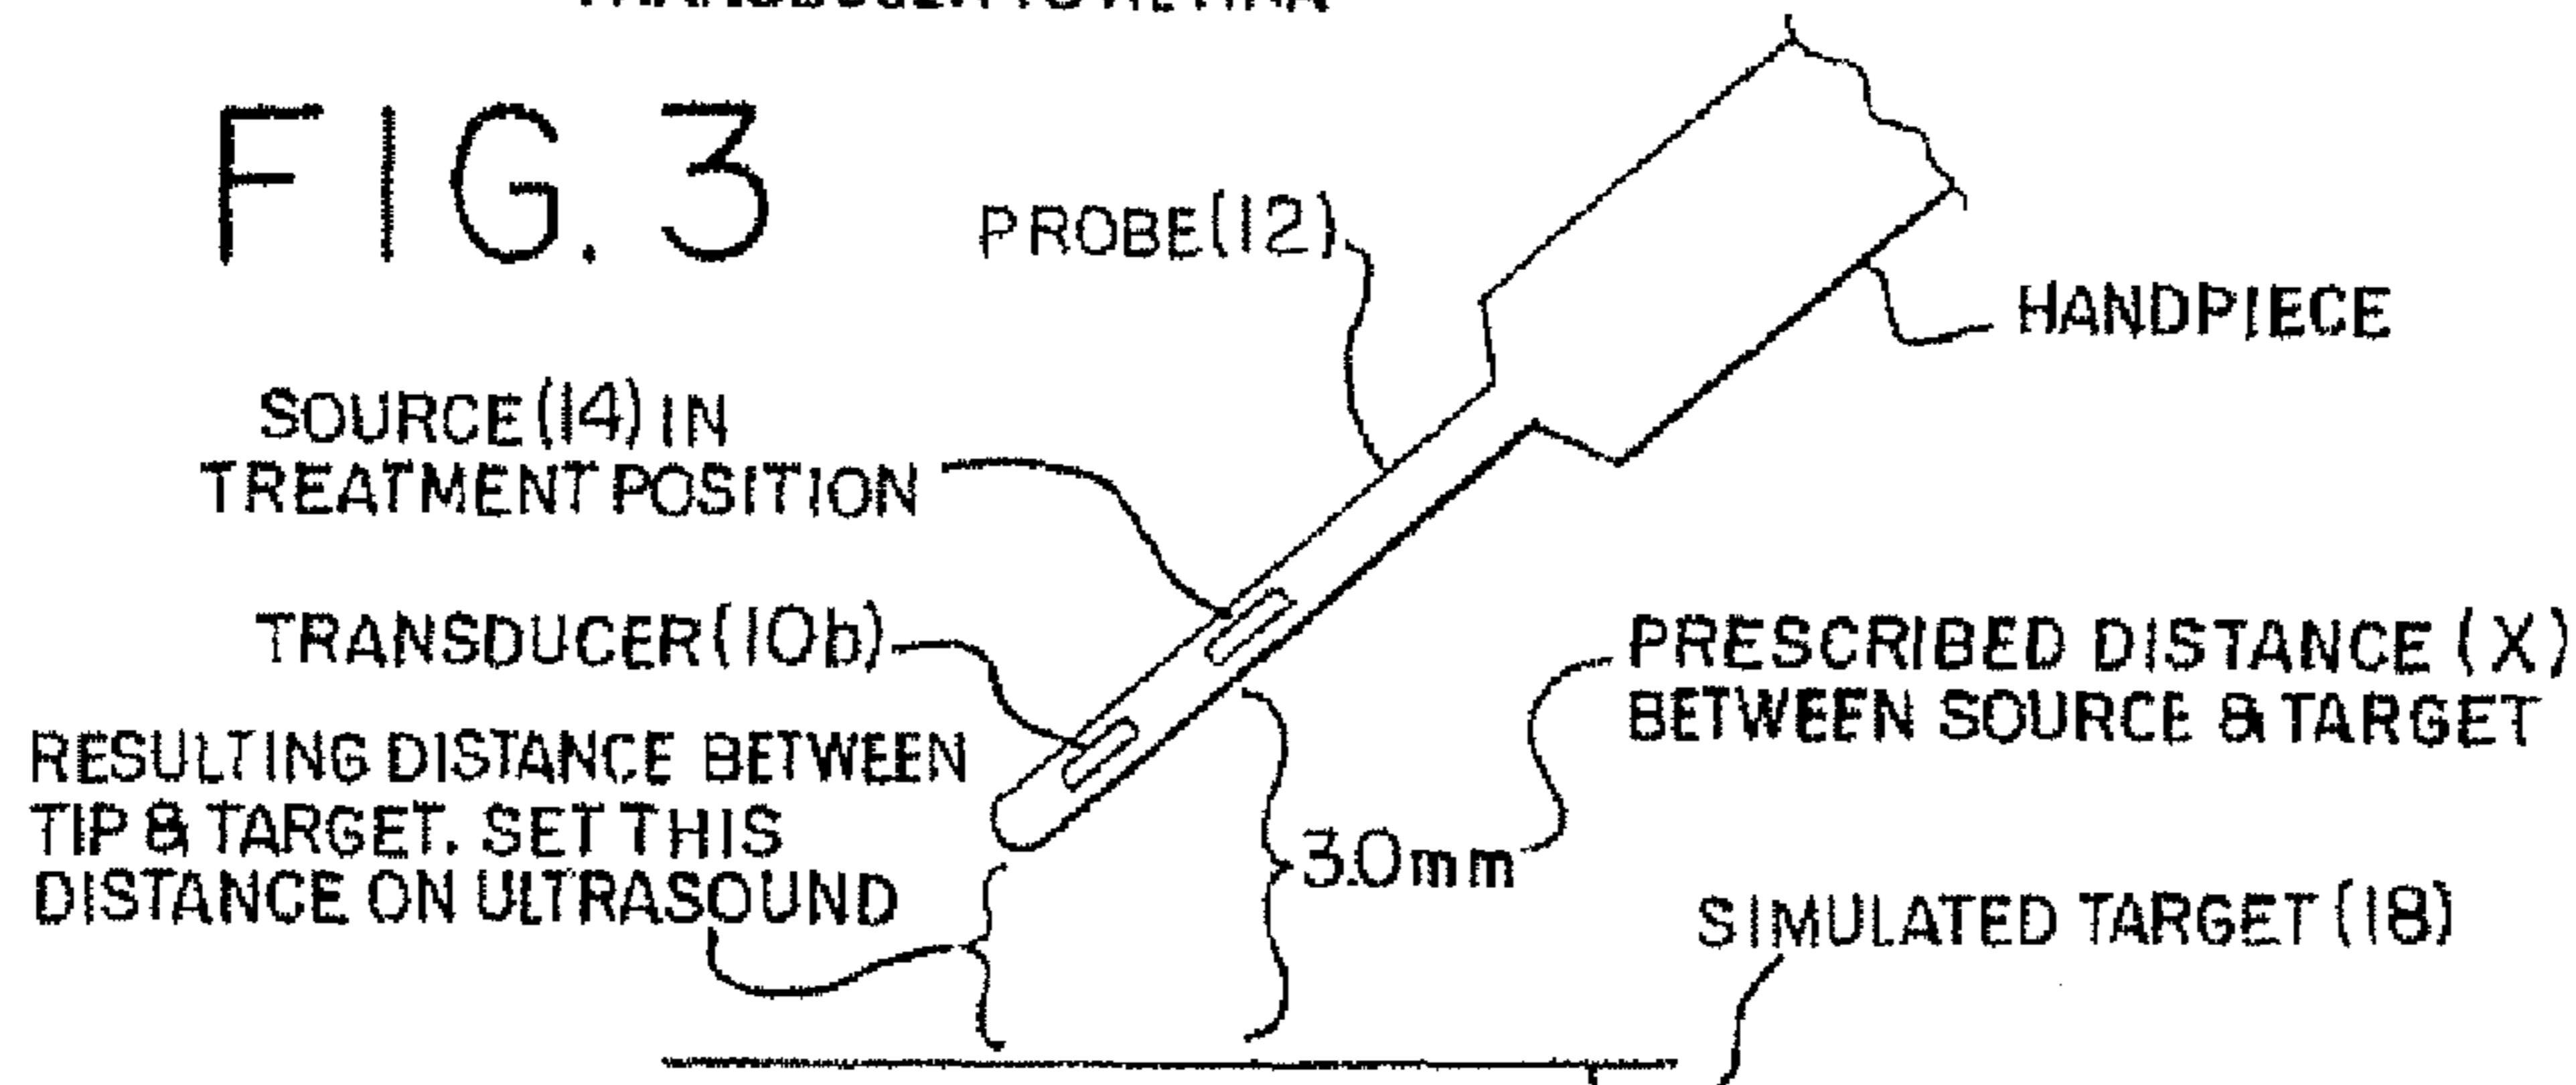 FIG. 3
PROBE(12)
HANDPIECE
SOURCE(14) IN
TREATMENT POSITION
TRANSDUCER(10b)
PRESCRIBED DISTANCE (X)
BETWEEN SOURCE & TARGET
RESULTING DISTANCE BETWEEN
TIP & TARGET. SET THIS
DISTANCE ON ULTRASOUND
3.0mm
SIMULATED TARGET (18)